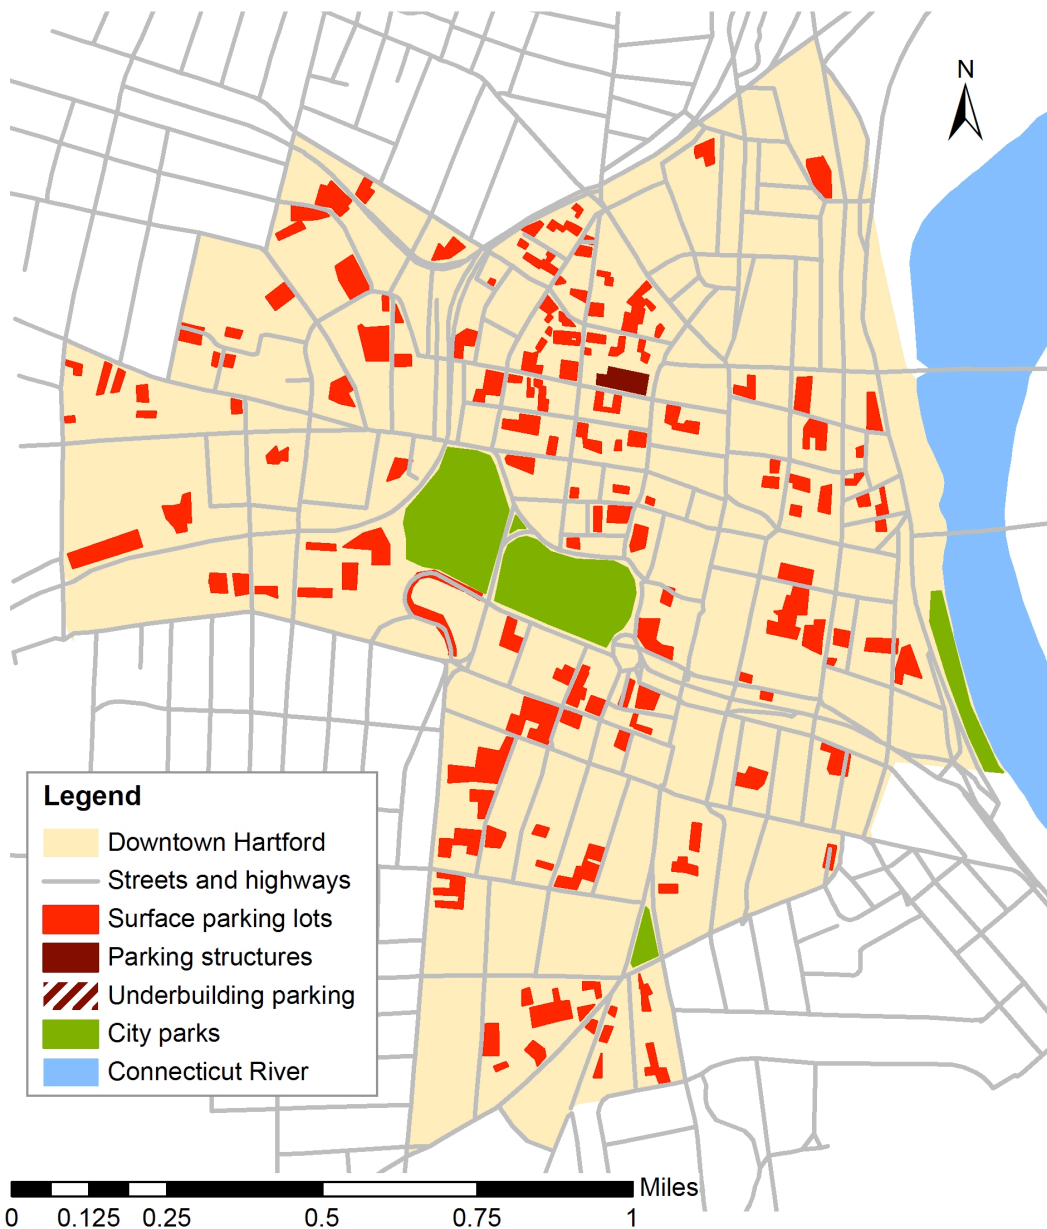 N
Legend
Downtown Hartford
Streets and highways
Surface parking lots
Parking structures
Underbuilding parking
City parks
Connecticut River
Miles
0 0.125 0.25 0.5 0.75 1